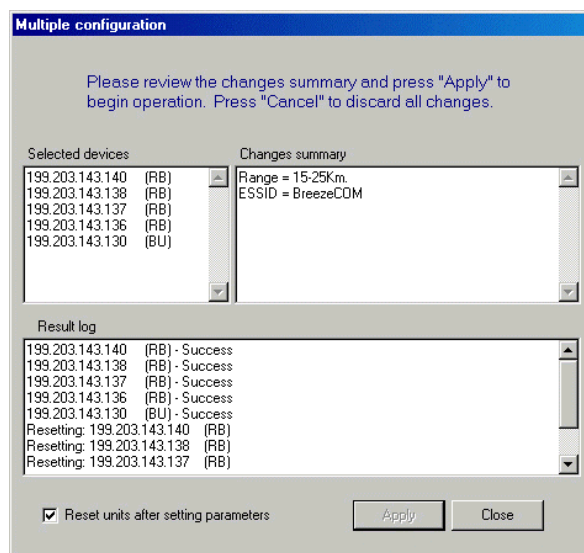 Multiple configuration
Please review the changes summary and press "Apply" to
begin operation. Press "Cancel" to discard all changes.
Selected devices
199.203.143.140 (RB)
199.203.143.138 (RB)
199.203.143.137 (RB)
199.203.143.136 (RB)
199.203.143.130 (BU)
Changes summary
Range = 15-25Km.
ESSID = BreezeCOM
Result log
199.203.143.140 (RB) - Success
199.203.143.138 (RB) - Success
199.203.143.137 (RB) - Success
199.203.143.136 (RB) - Success
199.203.143.130 (BU) - Success
Resetting: 199.203.143.140 (RB)
Resetting: 199.203.143.138 (RB)
Resetting: 199.203.143.137 (RB)
Reset units after setting parameters
Apply
Close